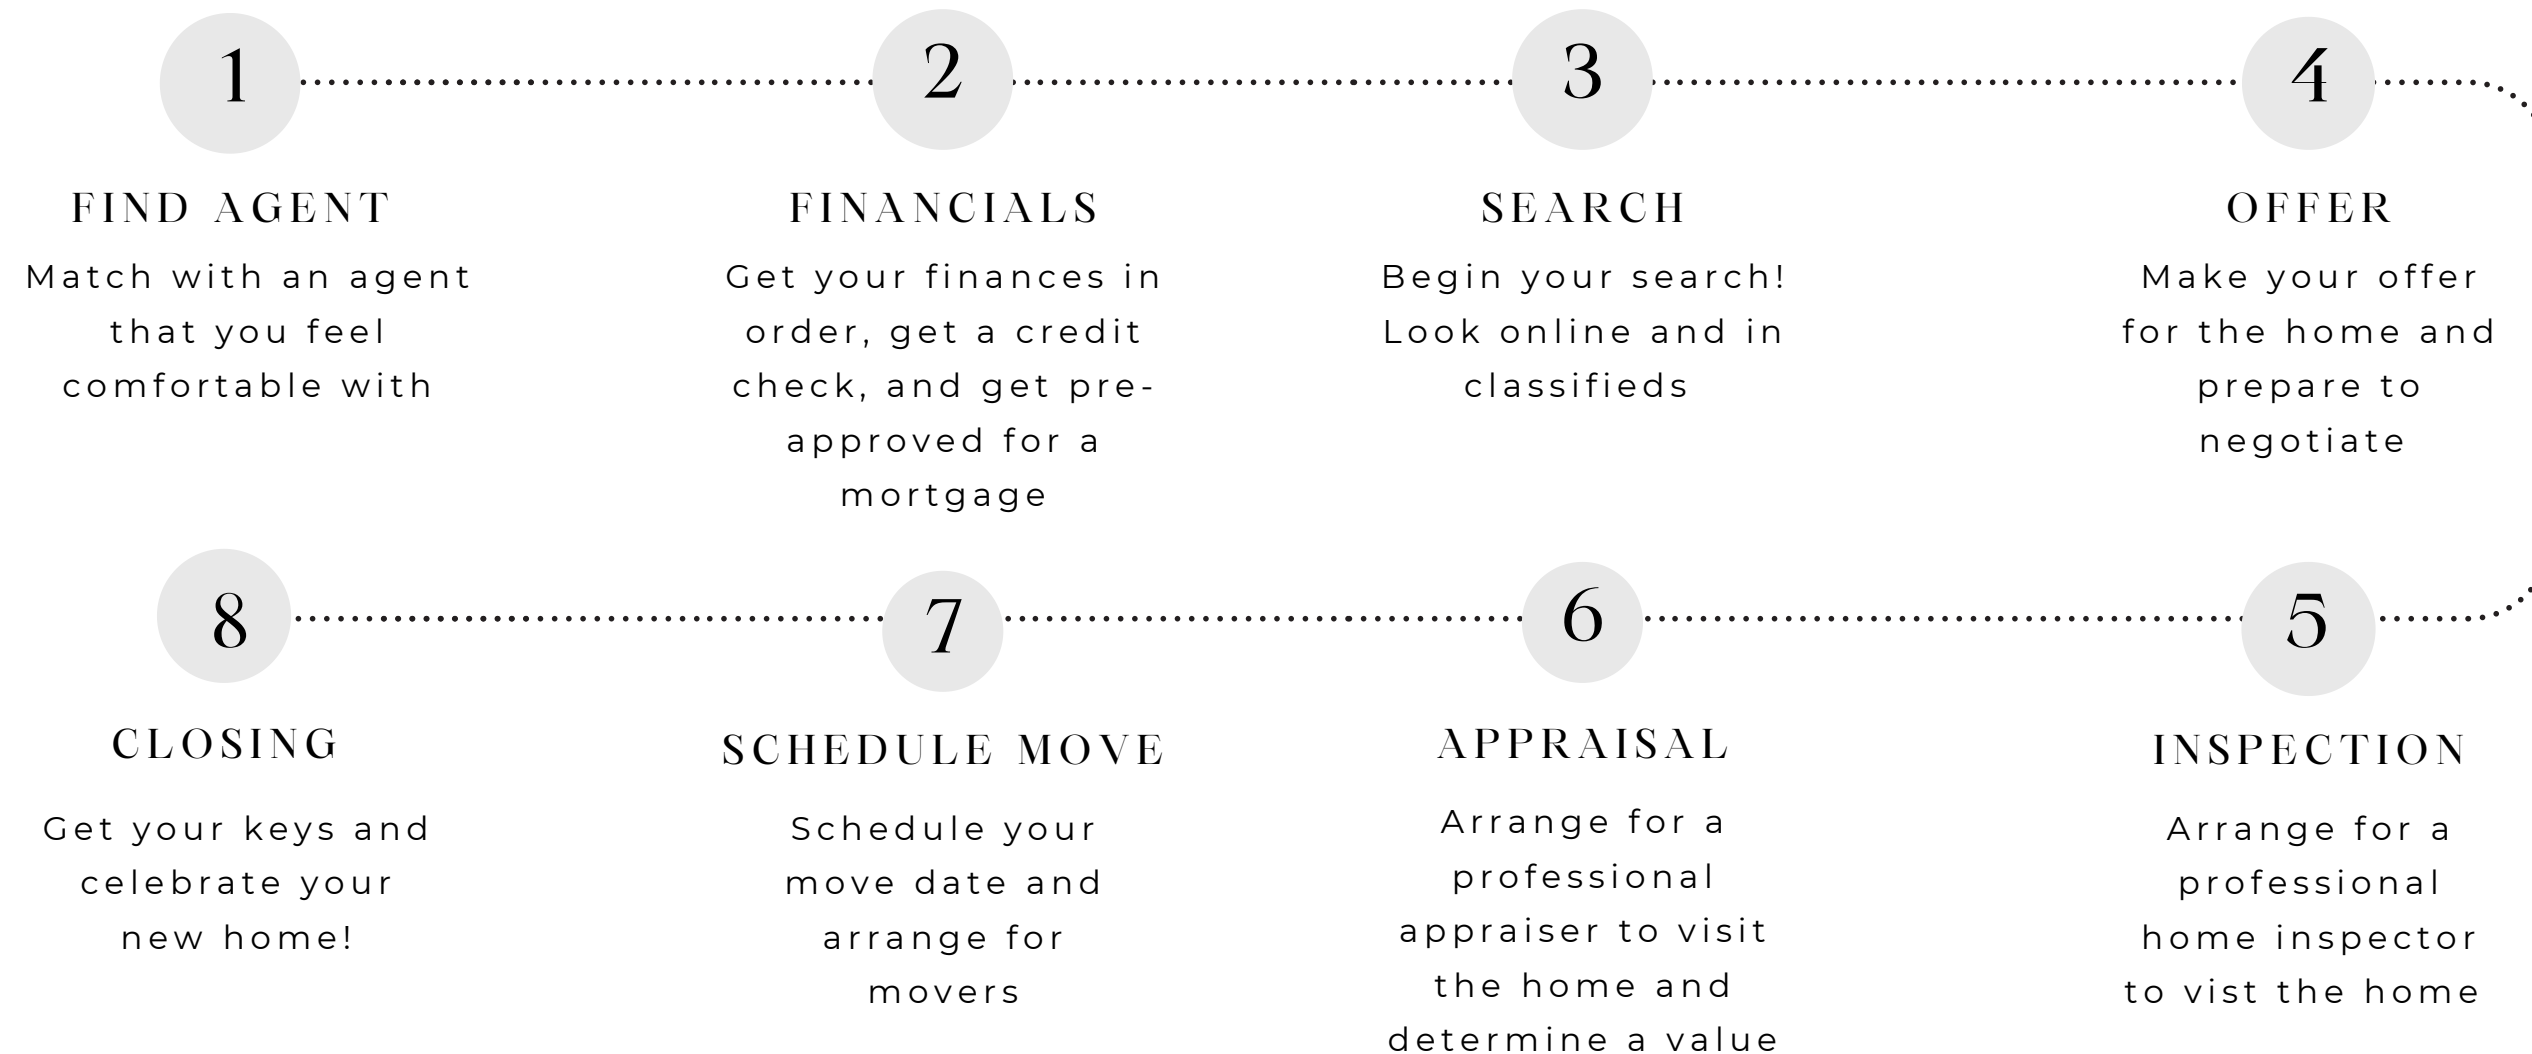 1
FIND AGENT
Match with an agent
that you feel
comfortable with
2
FINANCIALS
Get your finances in
order, get a credit
check, and get pre-
approved for a
mortgage
3
SEARCH
Begin your search!
Look online and in
classifieds
4
OFFER
Make your offer
for the home and
prepare to
negotiate
5
INSPECTION
Arrange for a
professional
home inspector
to vist the home
6
APPRAISAL
Arrange for a
professional
appraiser to visit
the home and
determine a value
7
SCHEDULE MOVE
Schedule your
move date and
arrange for
movers
8
CLOSING
Get your keys and
celebrate your
new home!